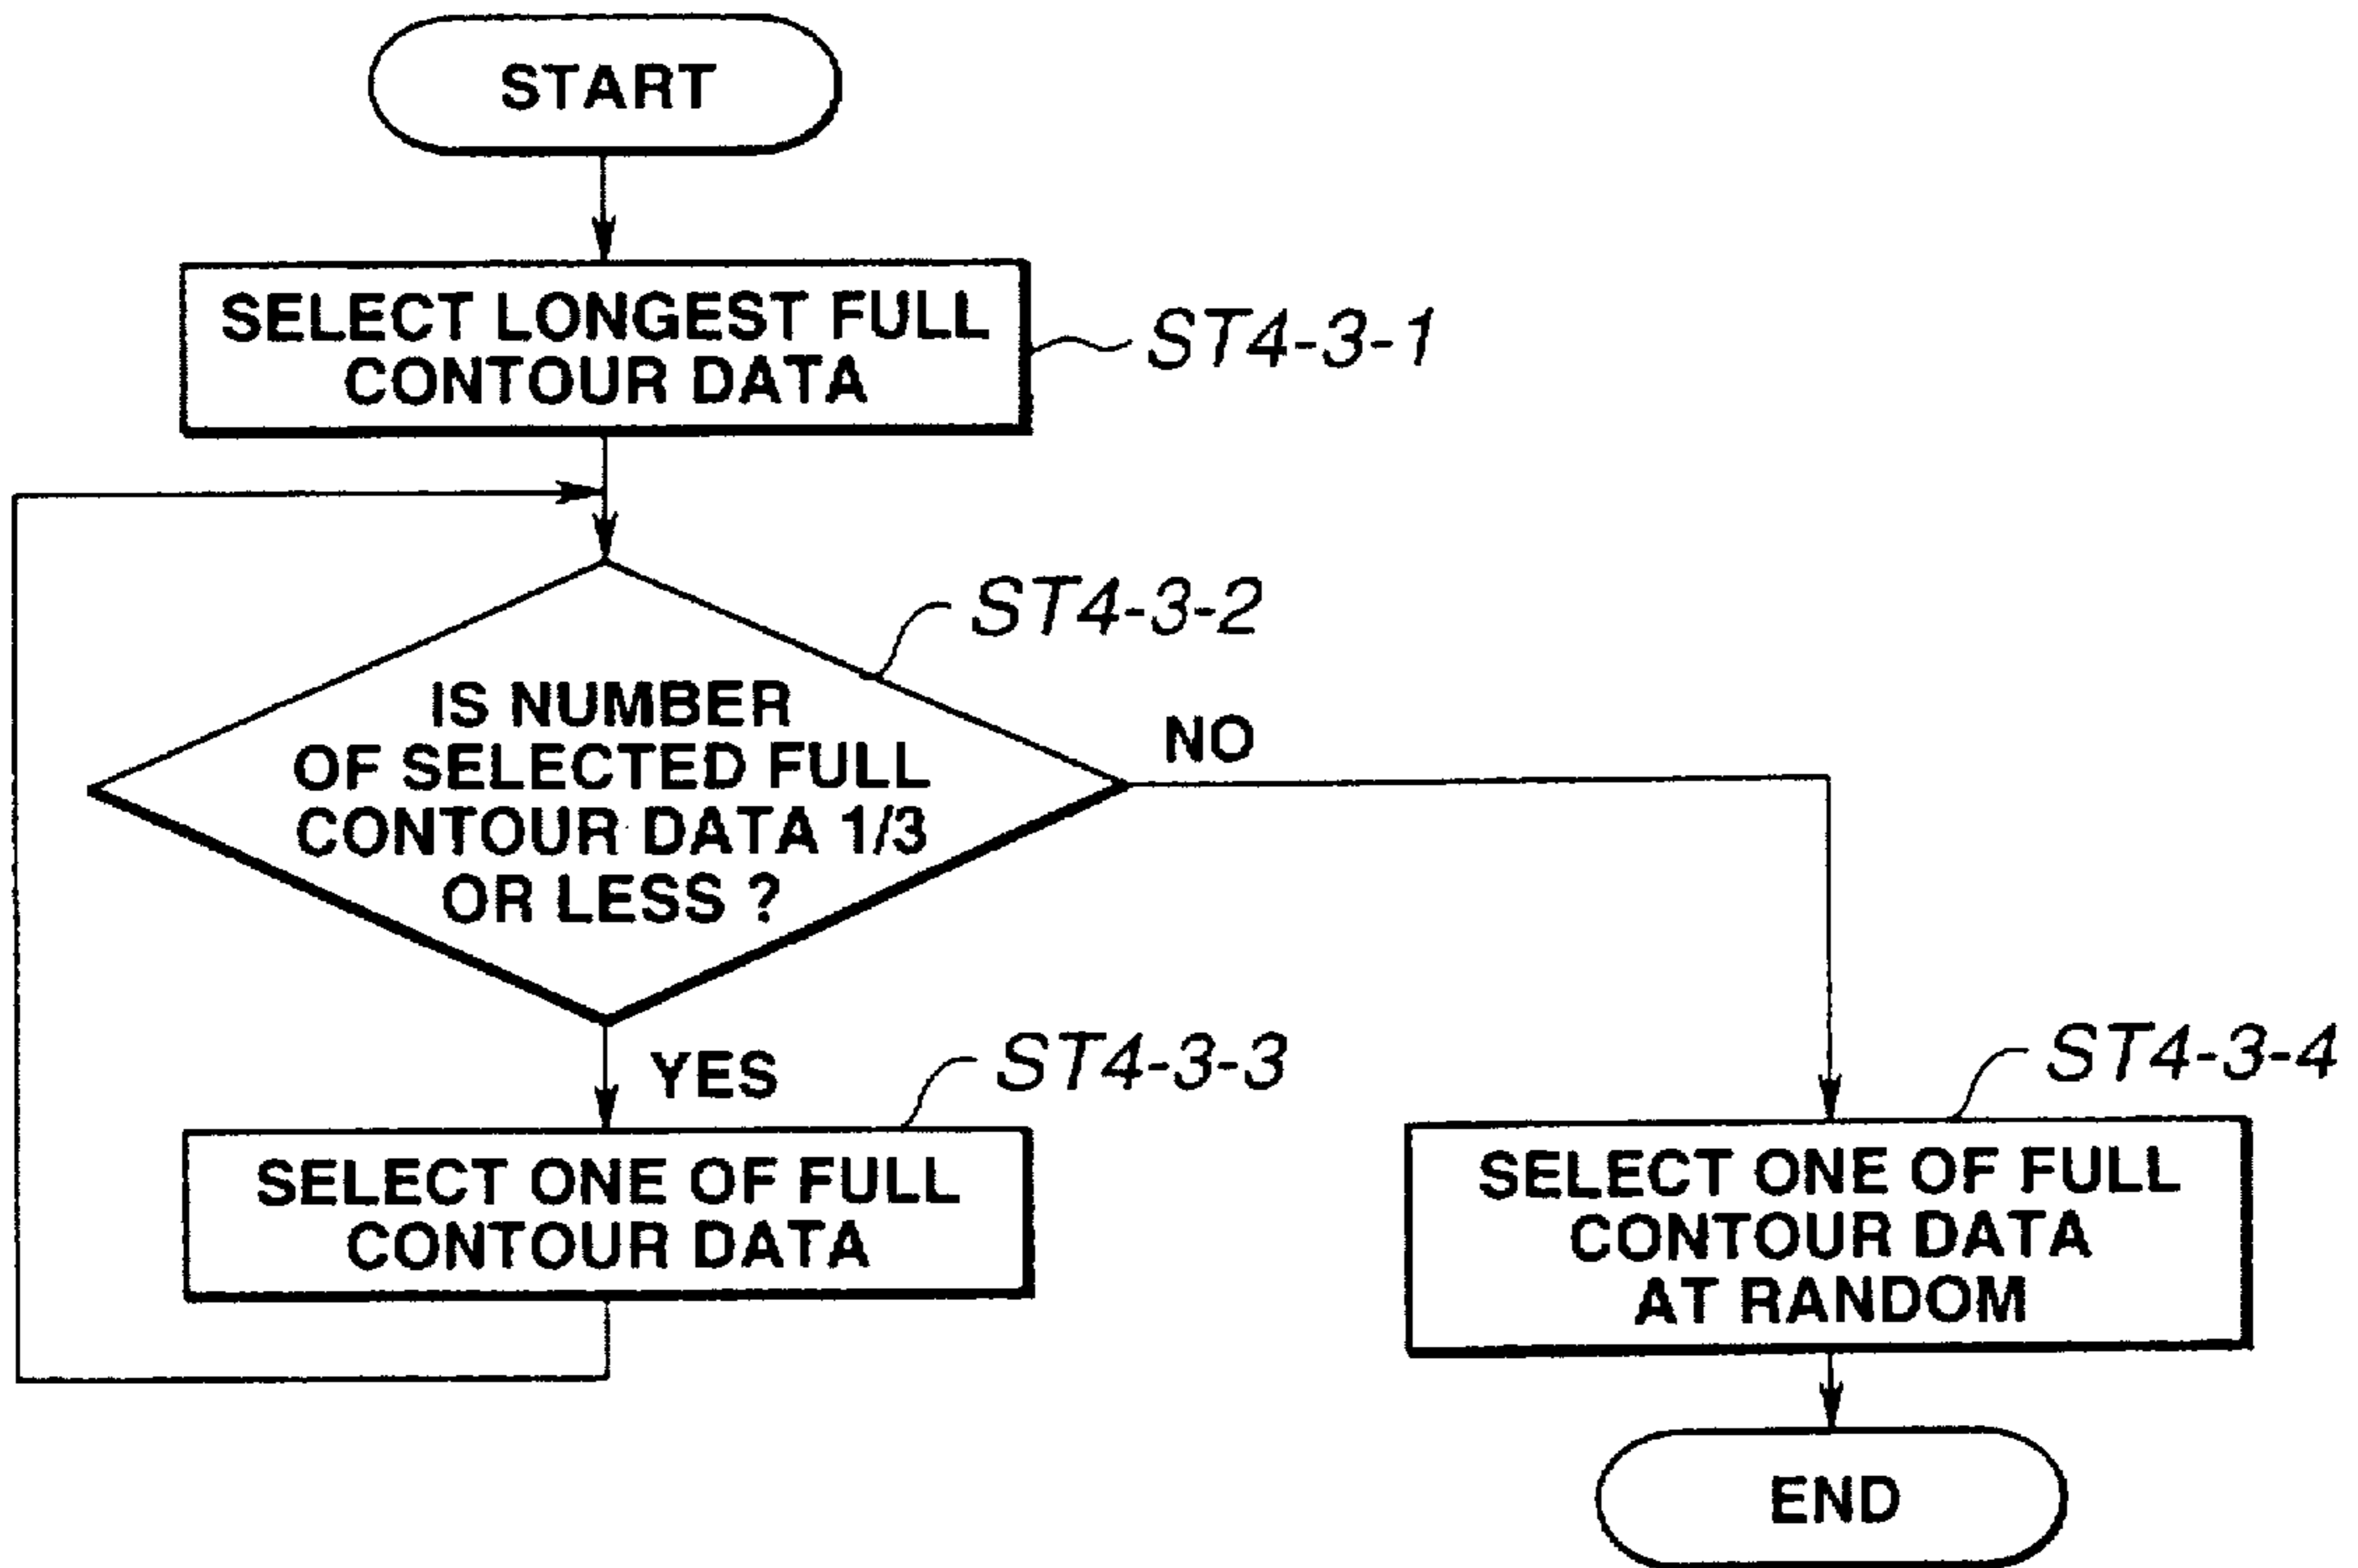 START
SELECT LONGEST FULL
CONTOUR DATA
ST4-3-1
ST4-3-2
IS NUMBER
OF SELECTED FULL
CONTOUR DATA 1/3
OR LESS ?
NO
YES
ST4-3-3
SELECT ONE OF FULL
CONTOUR DATA
ST4-3-4
SELECT ONE OF FULL
CONTOUR DATA
AT RANDOM
END